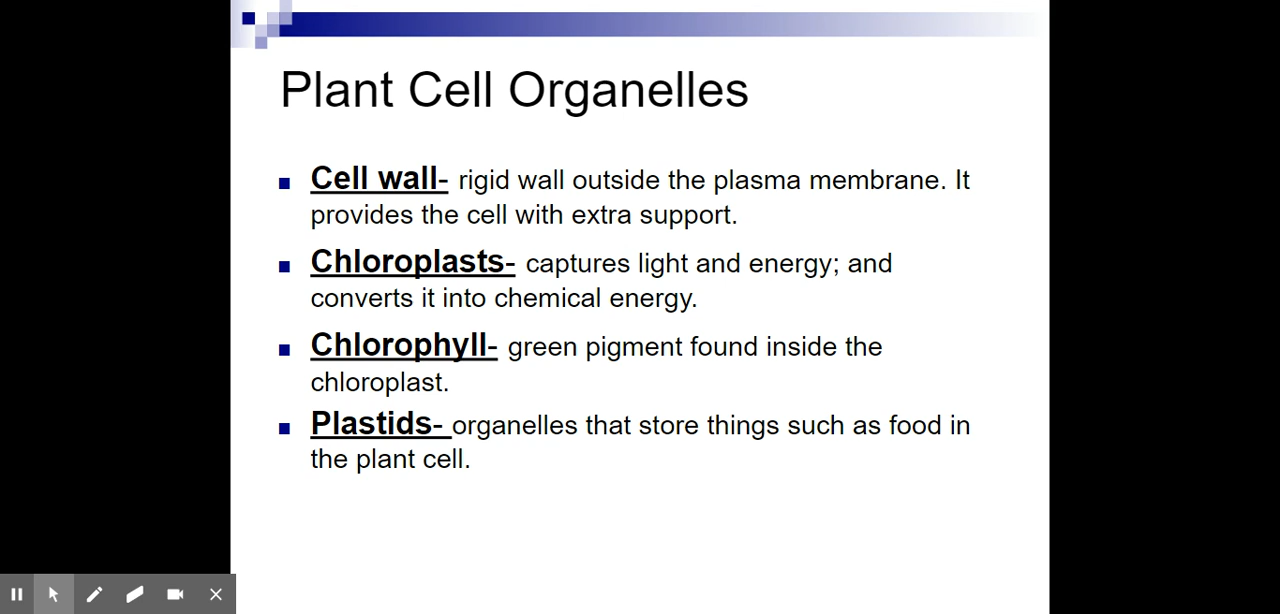 Plant Cell Organelles
Cell wall- rigid wall outside the plasma membrane. It
provides the cell with extra support.
Chloroplasts- captures light and energy; and
converts it into chemical energy.
Chlorophyll- green pigment found inside the
chloroplast.
Plastids- organelles that store things such as food in
the plant cell.